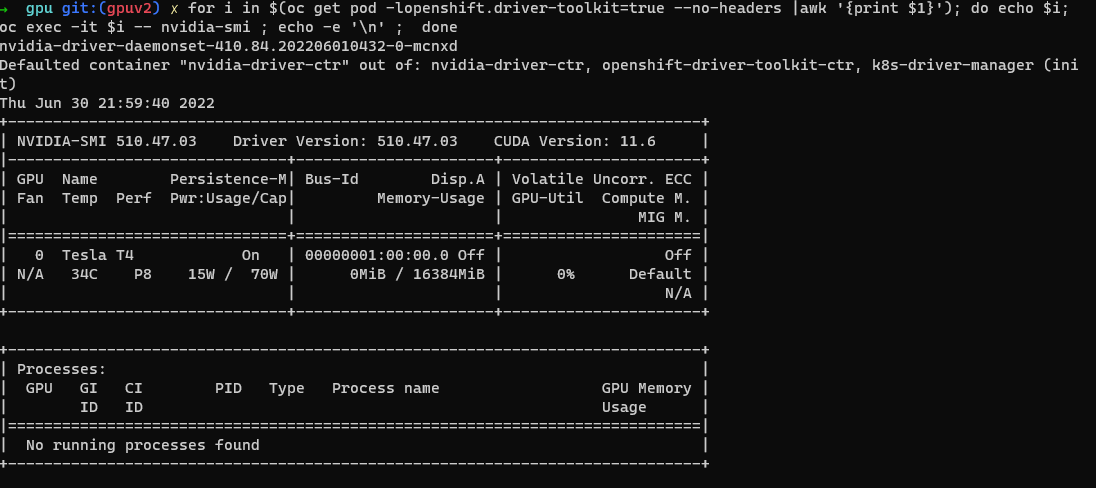 →  gpu git:(gpuv2) ✗ for i in $(oc get pod -lopenshift.driver-toolkit=true --no-headers |awk '{print $1}'); do echo $i;
oc exec -it $i -- nvidia-smi ; echo -e '\n' ;  done
nvidia-driver-daemonset-410.84.202206010432-0-mcnxd
Defaulted container "nvidia-driver-ctr" out of: nvidia-driver-ctr, openshift-driver-toolkit-ctr, k8s-driver-manager (ini
t)
Thu Jun 30 21:59:40 2022
+-----------------------------------------------------------------------------+
| NVIDIA-SMI 510.47.03    Driver Version: 510.47.03    CUDA Version: 11.6     |
|-------------------------------+----------------------+----------------------+
| GPU  Name        Persistence-M| Bus-Id        Disp.A | Volatile Uncorr. ECC |
| Fan  Temp  Perf  Pwr:Usage/Cap|         Memory-Usage | GPU-Util  Compute M. |
|                               |                      |               MIG M. |
|===============================+======================+======================|
|   0  Tesla T4            On   | 00000001:00:00.0 Off |                  Off |
| N/A   34C    P8    15W /  70W |      0MiB / 16384MiB |      0%      Default |
|                               |                      |                  N/A |
+-------------------------------+----------------------+----------------------+

+-----------------------------------------------------------------------------+
| Processes:                                                                  |
|  GPU   GI   CI        PID   Type   Process name                  GPU Memory |
|        ID   ID                                                   Usage      |
|=============================================================================|
|  No running processes found                                                 |
+-----------------------------------------------------------------------------+